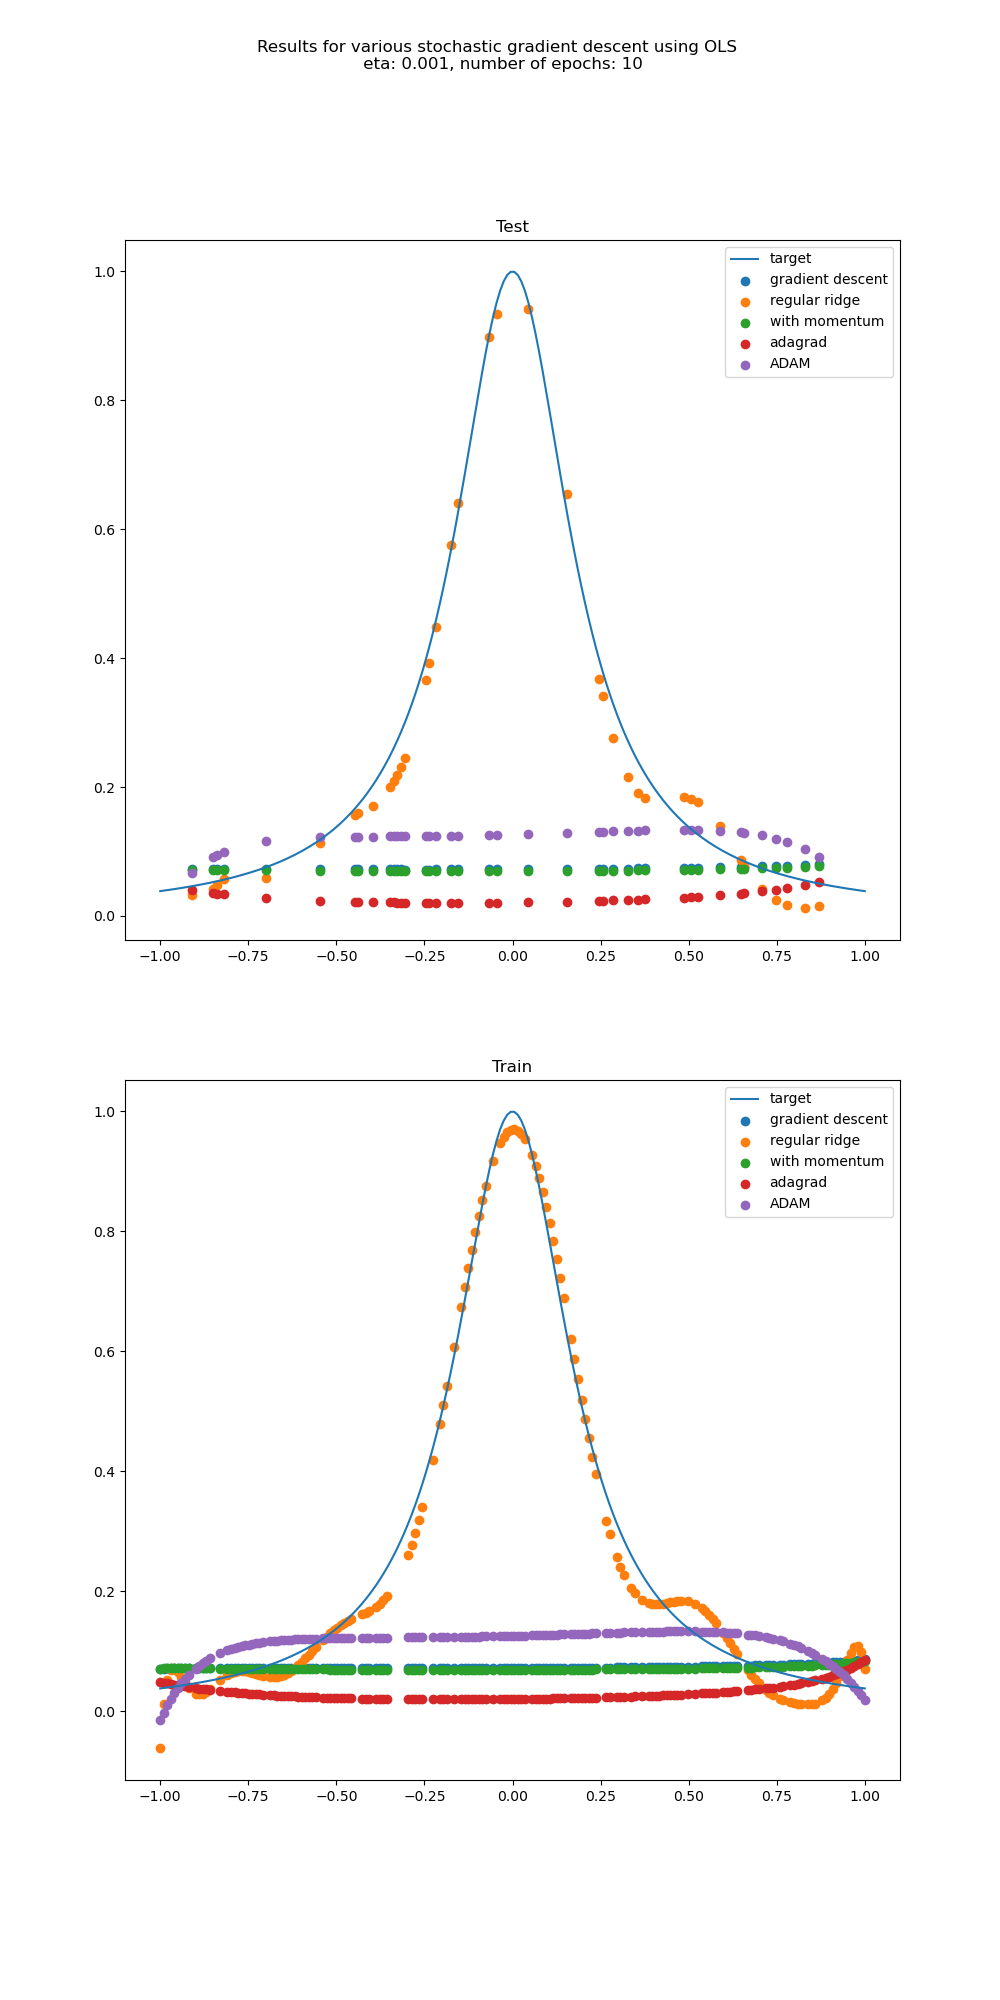 Results for various stochastic gradient descent using OLS
eta: 0.001, number of epochs: 10
Test
target
gradient descent
regular ridge
with momentum
adagrad
ADAM
1.0
0.8
0.6
0.4
0.2
0.0
−1.00 −0.75 −0.50 −0.25 0.00 0.25 0.50 0.75 1.00
Train
target
gradient descent
regular ridge
with momentum
adagrad
ADAM
1.0
0.8
0.6
0.4
0.2
0.0
−1.00 −0.75 −0.50 −0.25 0.00 0.25 0.50 0.75 1.00